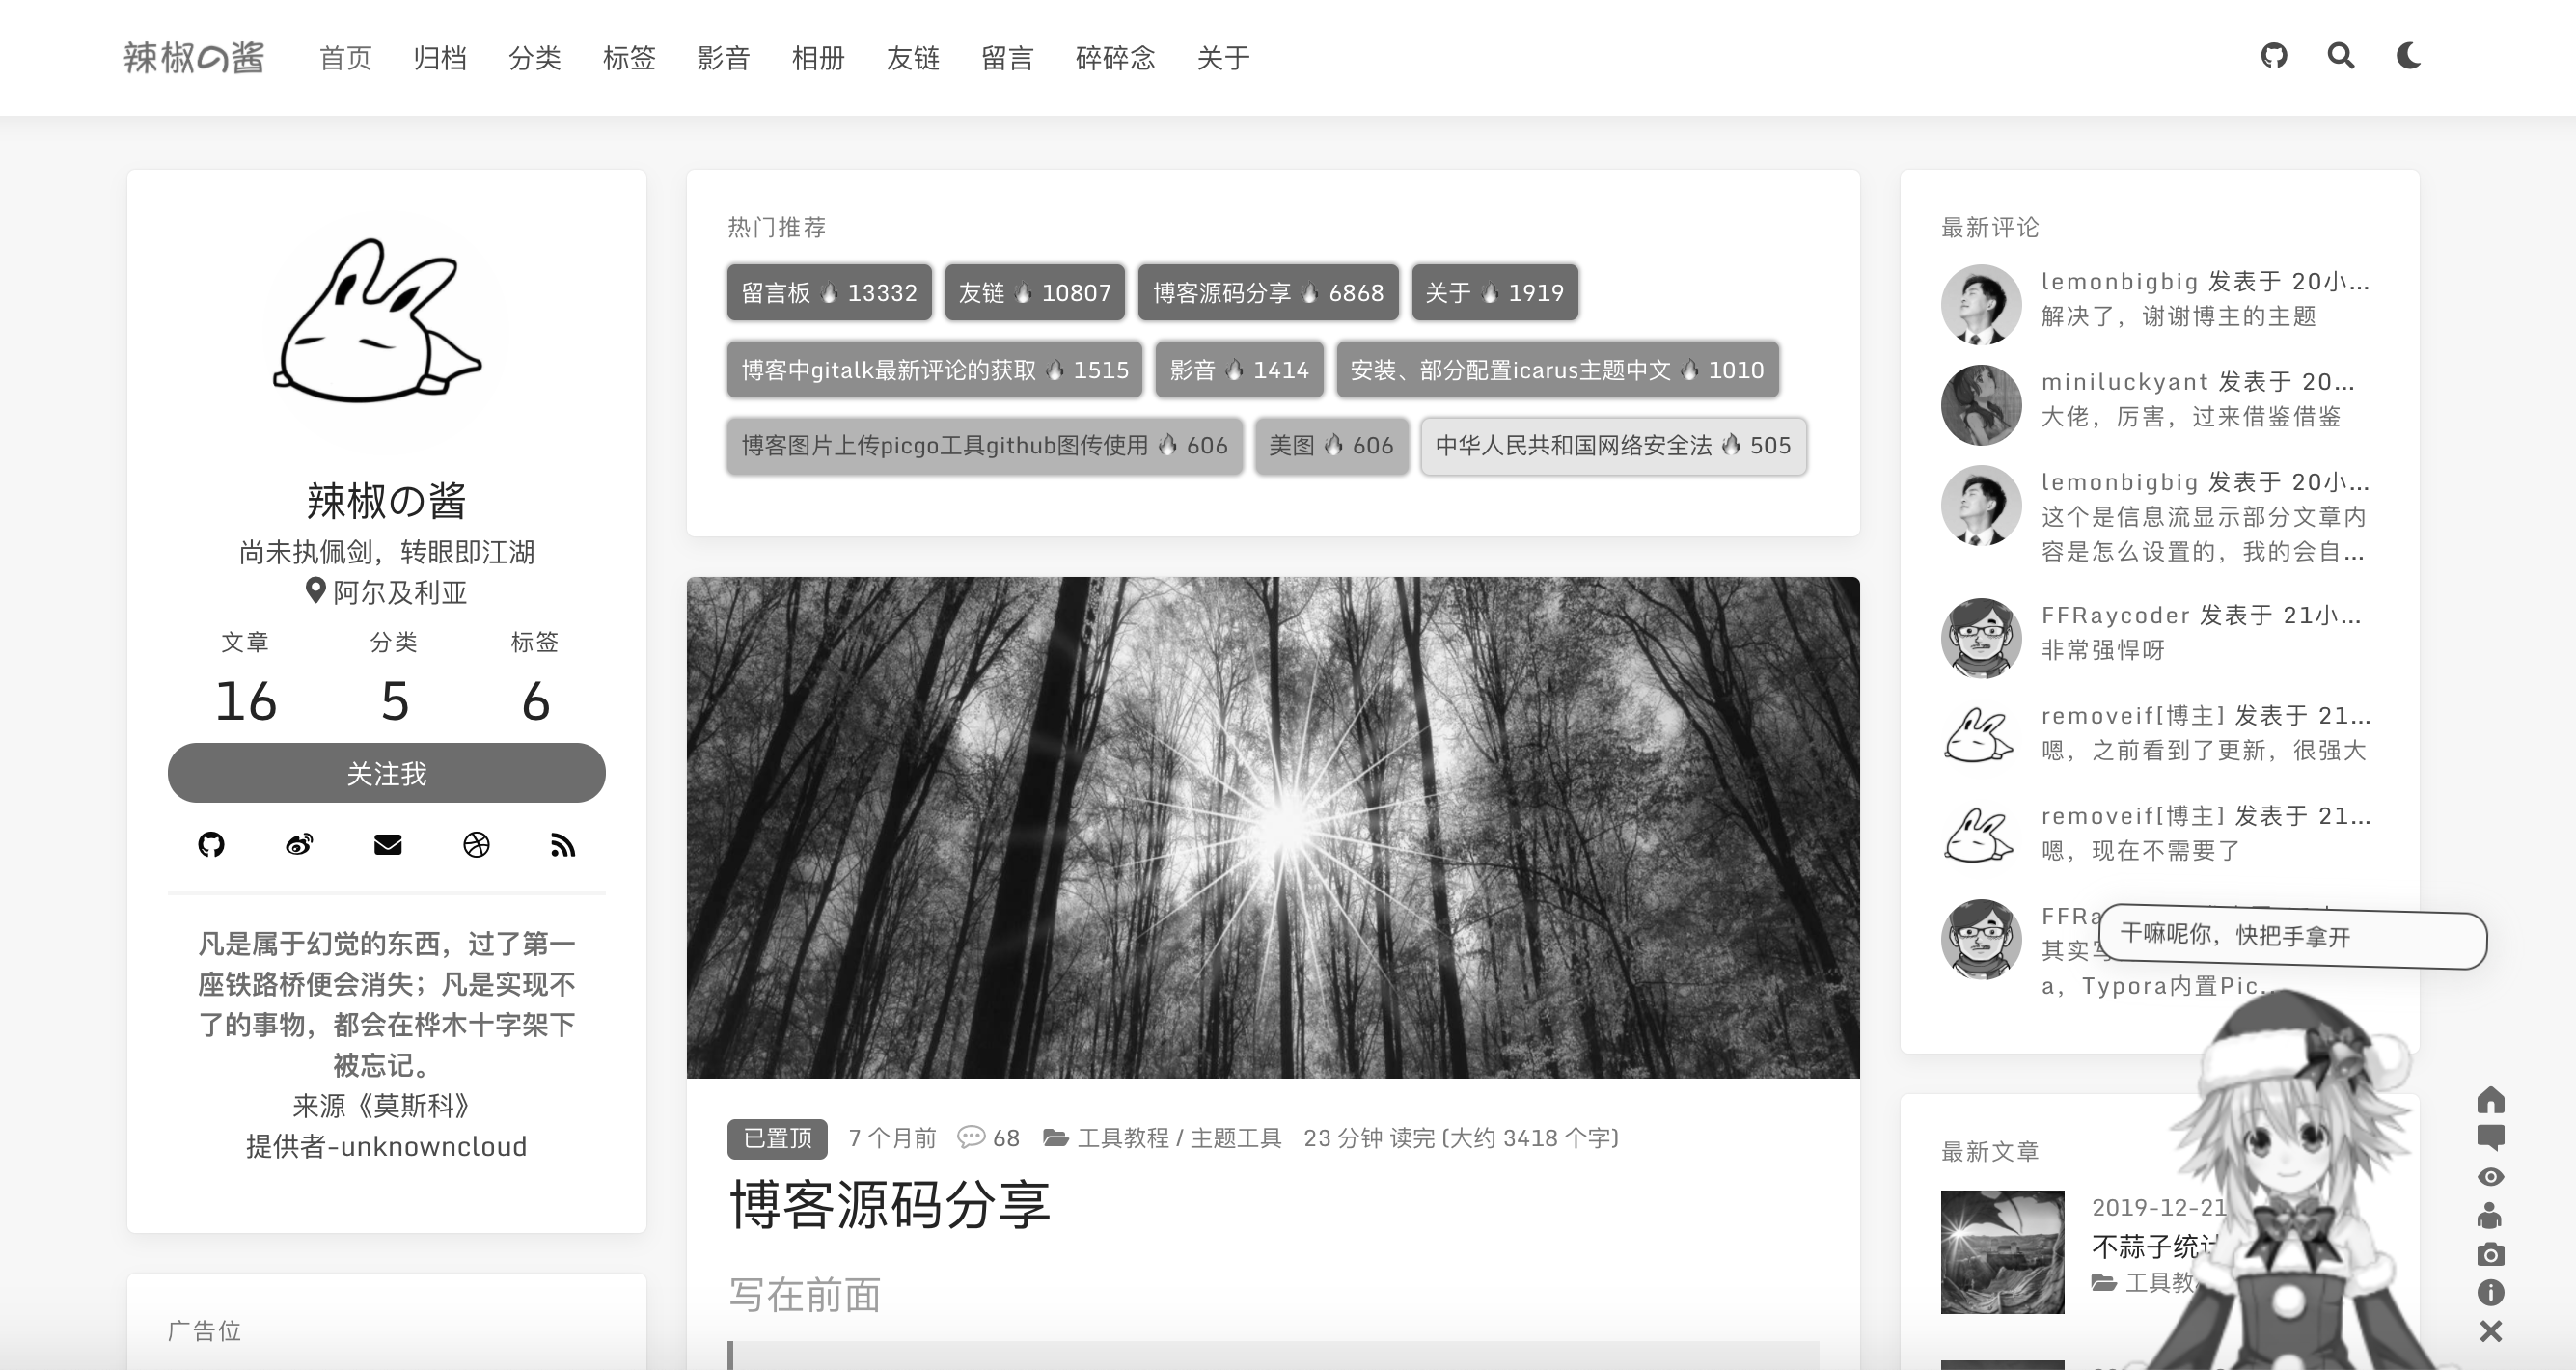 辣椒の酱 首页 归档 分类 标签 影音 相册 友链 留言 碎碎念 关于
辣椒の酱
尚未执佩剑，转眼即江湖
阿尔及利亚
文章 分类 标签
16 5 6
关注我
凡是属于幻觉的东西，过了第一
座铁路桥便会消失；凡是实现不
了的事物，都会在桦木十字架下
被忘记。
来源《莫斯科》
提供者-unknowncloud
广告位
热门推荐
留言板 🔥 13332 友链 🔥 10807 博客源码分享 🔥 6868 关于 🔥 1919
博客中gitalk最新评论的获取 🔥 1515 影音 🔥 1414 安装、部分配置icarus主题中文 🔥 1010
博客图片上传picgo工具github图传使用 🔥 606 美图 🔥 606 中华人民共和国网络安全法 🔥 505
已置顶 7 个月前 68 工具教程 / 主题工具 23 分钟 读完 (大约 3418 个字)
博客源码分享
写在前面
最新评论
lemonbigbig 发表于 20小...
解决了，谢谢博主的主题
miniluckyant 发表于 20...
大佬，厉害，过来借鉴借鉴
lemonbigbig 发表于 20小...
这个是信息流显示部分文章内
容是怎么设置的，我的会自...
FFRaycoder 发表于 21小...
非常强悍呀
removeif[博主] 发表于 21...
嗯，之前看到了更新，很强大
removeif[博主] 发表于 21...
嗯，现在不需要了
FFRa
干嘛呢你，快把手拿开
其实
a，Typora内置Pic..
最新文章
2019-12-21
不蒜子统计
工具教